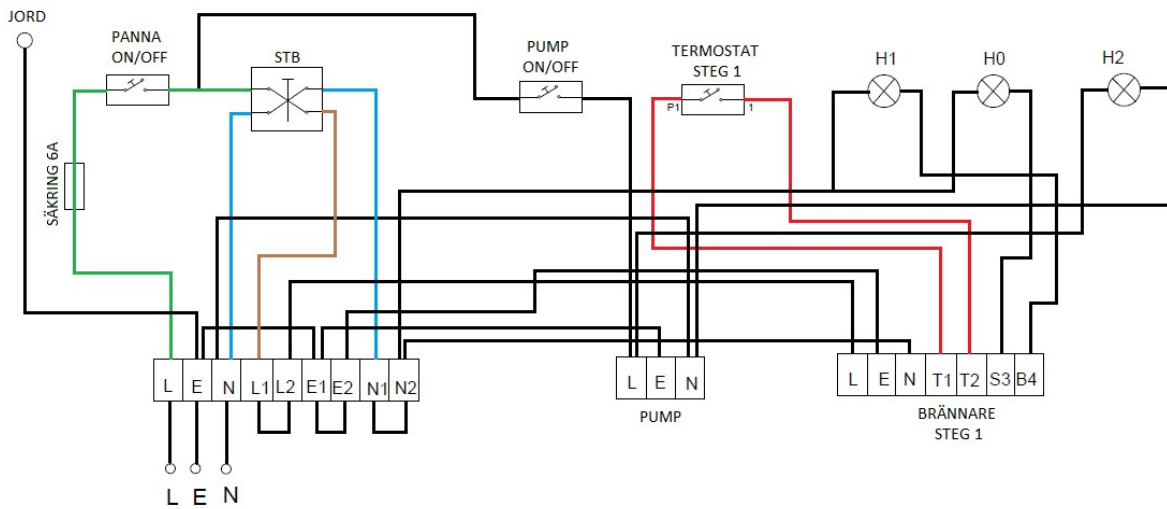 JORD
PANNA
ON/OFF
STB
PUMP
ON/OFF
TERMOSTAT
STEG 1
P1
1
H1
H0
H2
SÄKRING 6A
L E N L1 L2 E1 E2 N1 N2
L E N
PUMP
L E N T1 T2 S3 B4
BRÄNNARE
STEG 1
L E N